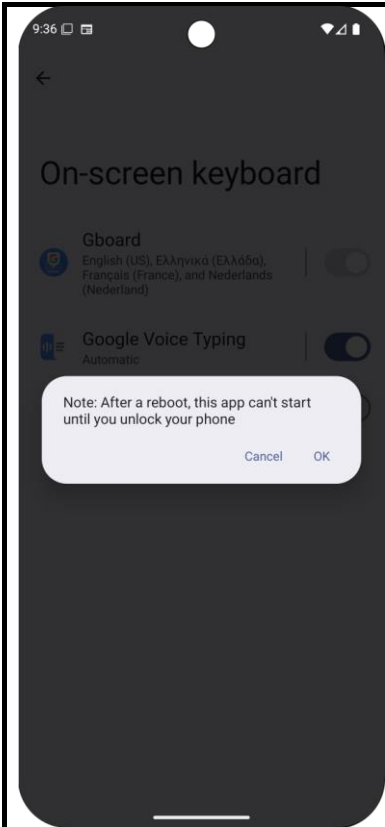 9:36
On-screen keyboard
Gboard
English (US), Ελληνικά (Ελλάδα),
Français (France), and Nederlands
(Nederland)
Google Voice Typing
Automatic
Note: After a reboot, this app can't start
until you unlock your phone
Cancel OK